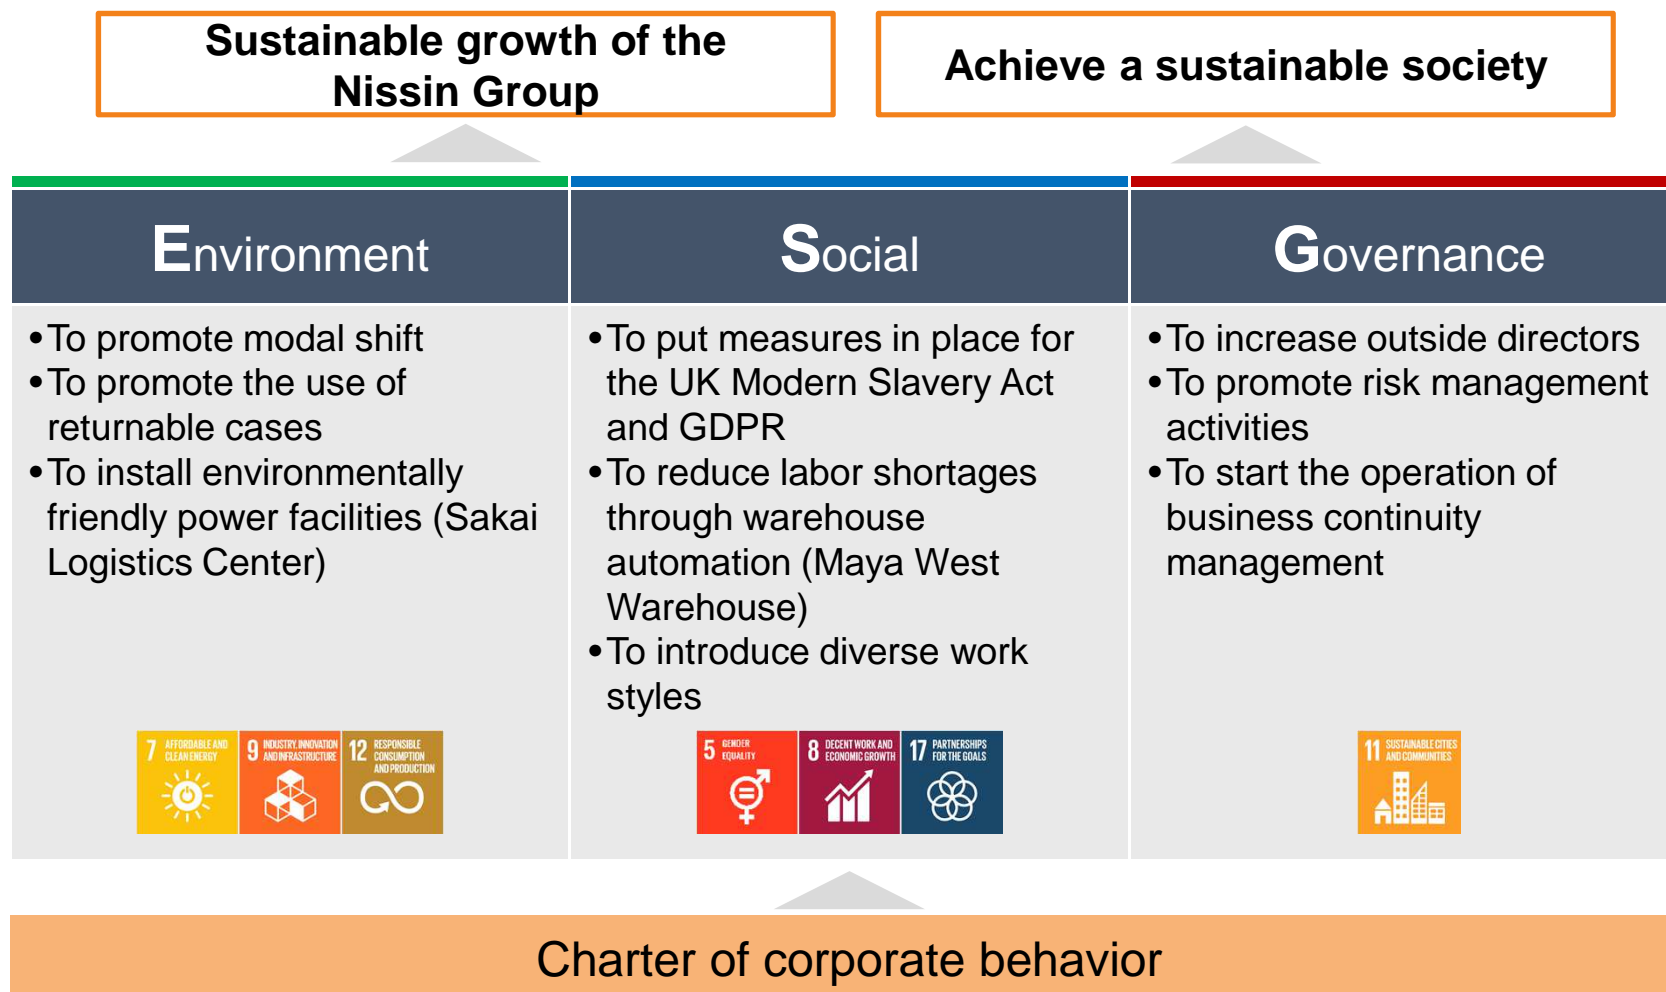 Sustainable growth of the
Nissin Group
Achieve a sustainable society
Environment
•To promote modal shift
•To promote the use of
returnable cases
•To install environmentally
friendly power facilities (Sakai
Logistics Center)
7 AFFORDABLE AND
CLEAN ENERGY
9 INDUSTRY, INNOVATION
AND INFRASTRUCTURE
12 RESPONSIBLE
CONSUMPTION
AND PRODUCTION
Social
•To put measures in place for
the UK Modern Slavery Act
and GDPR
•To reduce labor shortages
through warehouse
automation (Maya West
Warehouse)
•To introduce diverse work
styles
5 GENDER
EQUALITY
8 DECENT WORK AND
ECONOMIC GROWTH
17 PARTNERSHIPS
FOR THE GOALS
Governance
•To increase outside directors
•To promote risk management
activities
•To start the operation of
business continuity
management
11 SUSTAINABLE CITIES
AND COMMUNITIES
Charter of corporate behavior